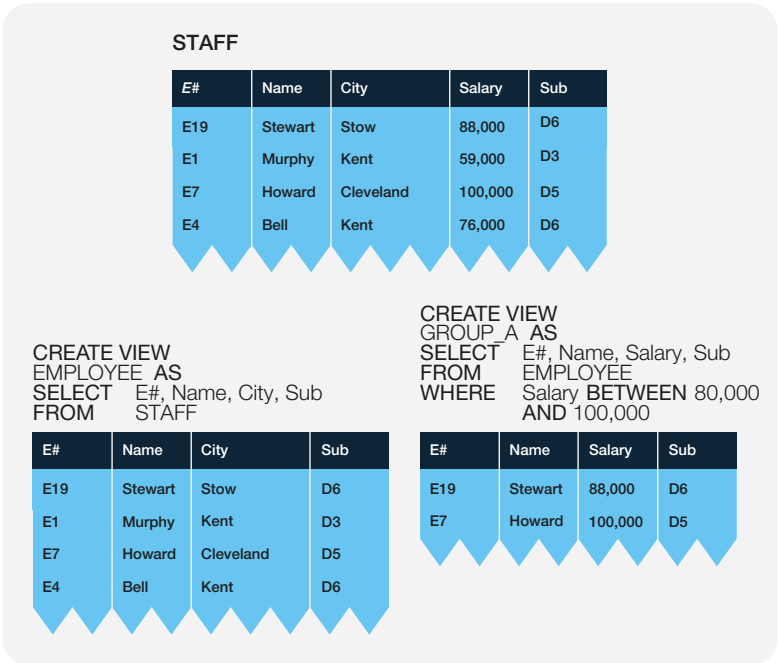 STAFF
E# Name City Salary Sub
E19 Stewart Stow 88,000 D6
E1 Murphy Kent 59,000 D3
E7 Howard Cleveland 100,000 D5
E4 Bell Kent 76,000 D6
CREATE VIEW
EMPLOYEE AS
SELECT E#, Name, City, Sub
FROM STAFF
E# Name City Sub
E19 Stewart Stow D6
E1 Murphy Kent D3
E7 Howard Cleveland D5
E4 Bell Kent D6
CREATE VIEW
GROUP_A AS
SELECT E#, Name, Salary, Sub
FROM EMPLOYEE
WHERE Salary BETWEEN 80,000
AND 100,000
E# Name Salary Sub
E19 Stewart 88,000 D6
E7 Howard 100,000 D5